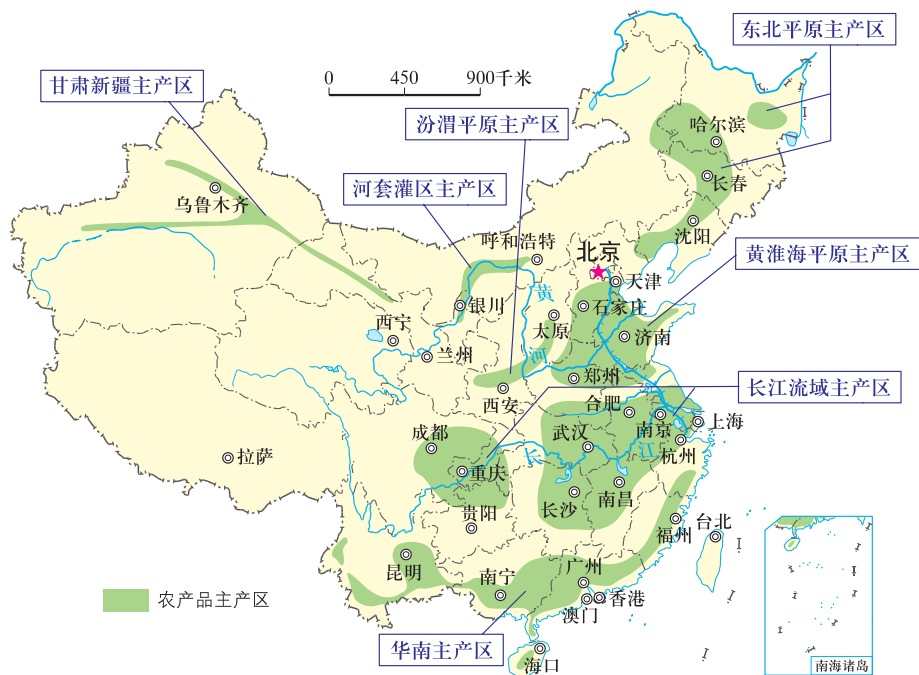 东北平原主产区
甘肃新疆主产区
0 450 900千米
汾渭平原主产区
哈尔滨
长春
乌鲁木齐
河套灌区主产区
沈阳
呼和浩特
北京
黄淮海平原主产区
天津
黄
银川
石家庄
西宁
太原
济南
河
兰州
郑州
西安
长江流域主产区
合肥
上海
南京
成都
武汉
杭州
长
江
拉萨
重庆
南昌
长沙
贵阳
福州
台北
昆明
广州
南宁
农产品主产区
香港
澳门
华南主产区
海口
南海诸岛